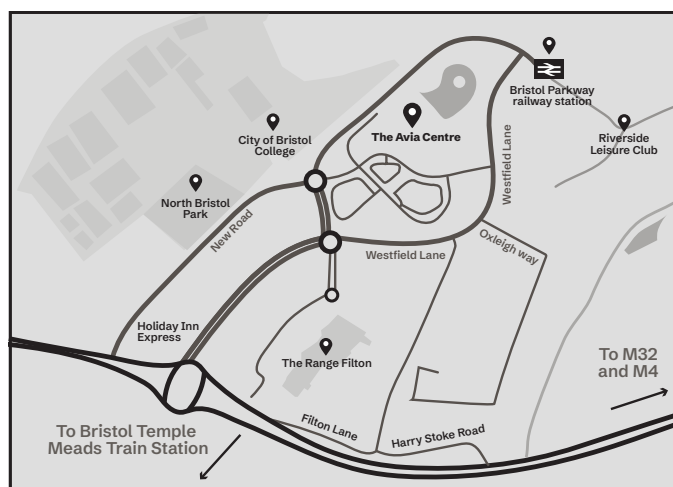 Bristol Parkway
railway station
City of Bristol
College
The Avia Centre
Riverside
Leisure Club
Westfield Lane
North Bristol
Park
New Road
Westfield Lane
Oxleigh way
Holiday Inn
Express
The Range Filton
To M32
and M4
Filton Lane
Harry Stoke Road
To Bristol Temple
Meads Train Station